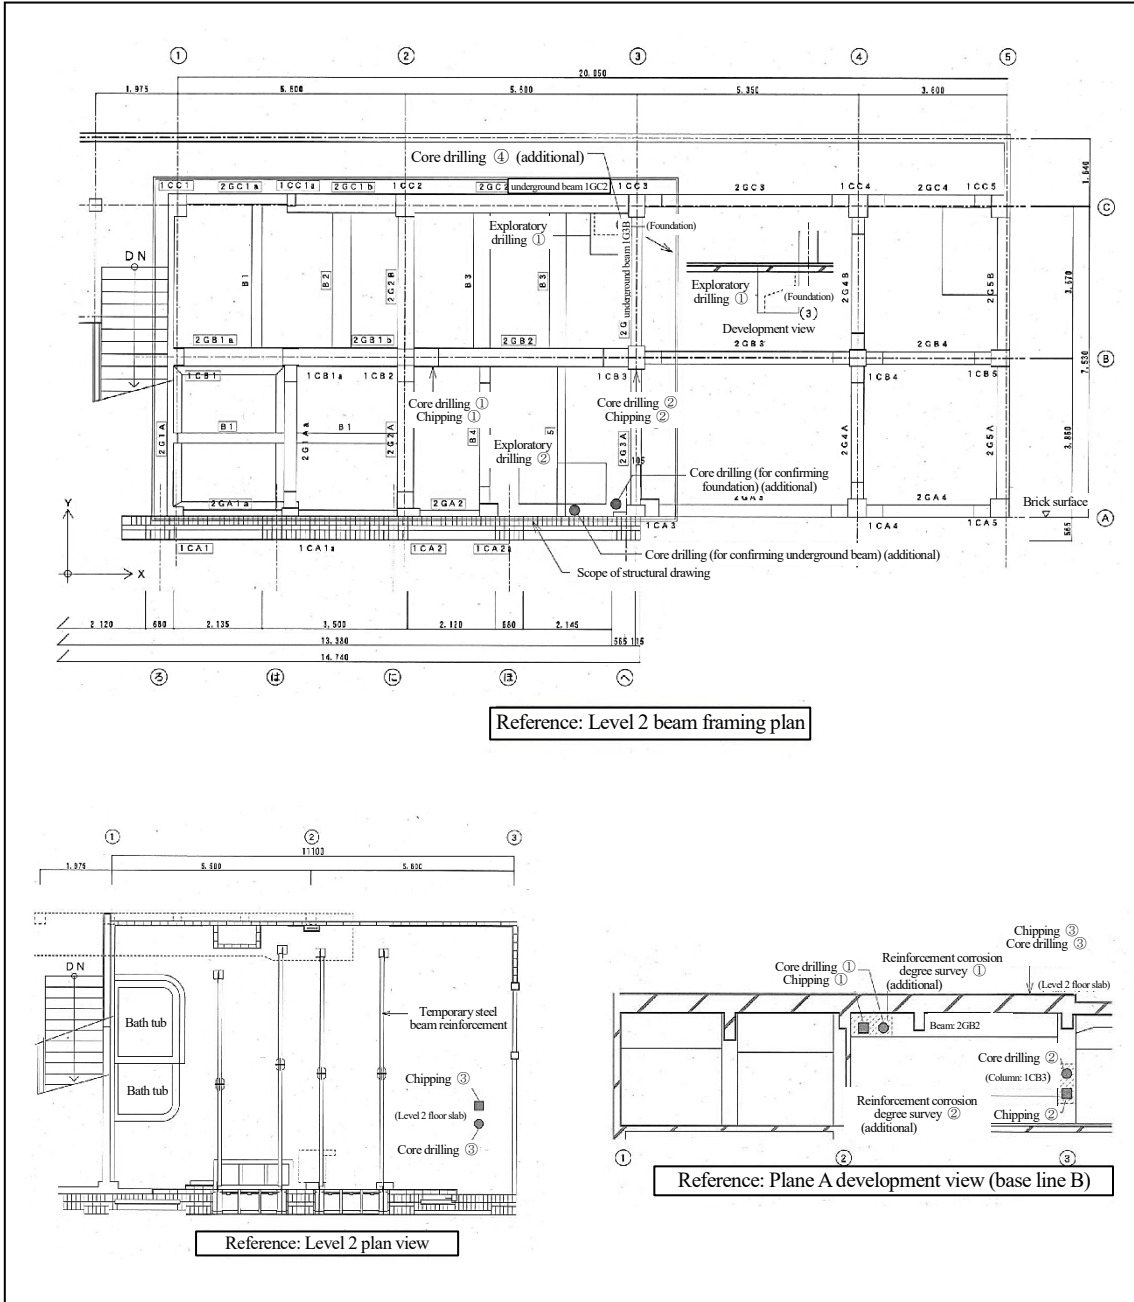 ① ② ③ ④ ⑤
20.050
1.975 5.500 5.500 5.350 3.600
Core drilling ④ (additional)
1CC1 2GC1a 1CC1a 2GC1b 1CC2 2GC2 underground beam 1GC2 1CC3 2GC3 1CC4 2GC4 1CC5
1.640
Ⓒ
Exploratory
drilling ①
(Foundation)
underground beam 1G3B
DN
B1 B2 2G2B B3 B3 2G 2G4B 2G5B
Exploratory
drilling ①
(Foundation)
③
Development view
3.670
7.530
2GB1a 2GB1b 2GB2 2GB3 2GB4
Ⓑ
1CB1 1CB1a 1CB2 1CB3 1CB4 1CB5
Core drilling ①
Chipping ①
Core drilling ②
Chipping ②
B1 B1
2G1A 2G1Aa 2G2A B4 5 2G3A 2G4A 2G5A
3.860
Exploratory
drilling ②
105
Core drilling (for confirming
foundation) (additional)
2GA1a 2GA2 2GA3 2GA4
Brick surface
Ⓐ
1CA1 1CA1a 1CA2 1CA2a 1CA3 1CA4 1CA5
565
Core drilling (for confirming underground beam) (additional)
Scope of structural drawing
Y
X
2 120 680 2.135 3,500 2.120 680 2.145
13.380 565 115
14.740
ろ は に ほ へ
Reference: Level 2 beam framing plan
① ② ③
11100
1.975 5.500 5.600
DN
Bath tub
Bath tub
Temporary steel
beam reinforcement
Chipping ③
(Level 2 floor slab)
Core drilling ③
Reference: Level 2 plan view
Chipping ③
Core drilling ③
Core drilling ①
Chipping ①
Reinforcement corrosion
degree survey ①
(additional)
(Level 2 floor slab)
Beam: 2GB2
Core drilling ②
(Column: 1CB3)
Reinforcement corrosion
degree survey ②
(additional)
Chipping ②
① ② ③
Reference: Plane A development view (base line B)